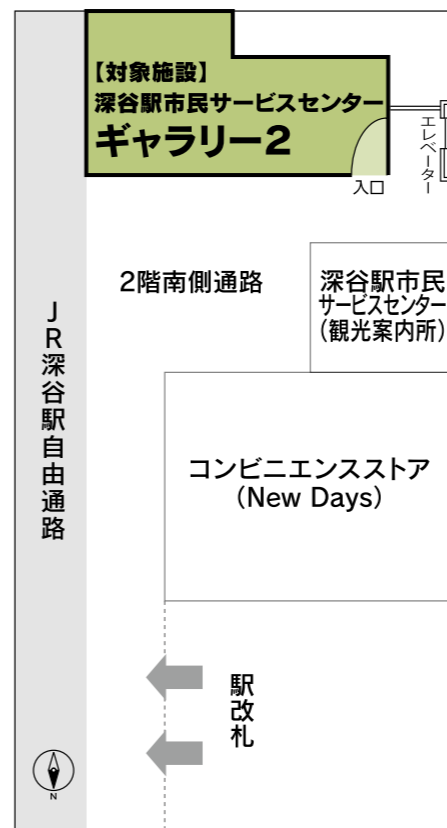 【対象施設】
深谷駅市民サービスセンター
ギャラリー2
エレベーター
入口
2階南側通路
深谷駅市民
サービスセンター
(観光案内所)
JR深谷駅自由通路
コンビニエンスストア
(New Days)
駅改札
N